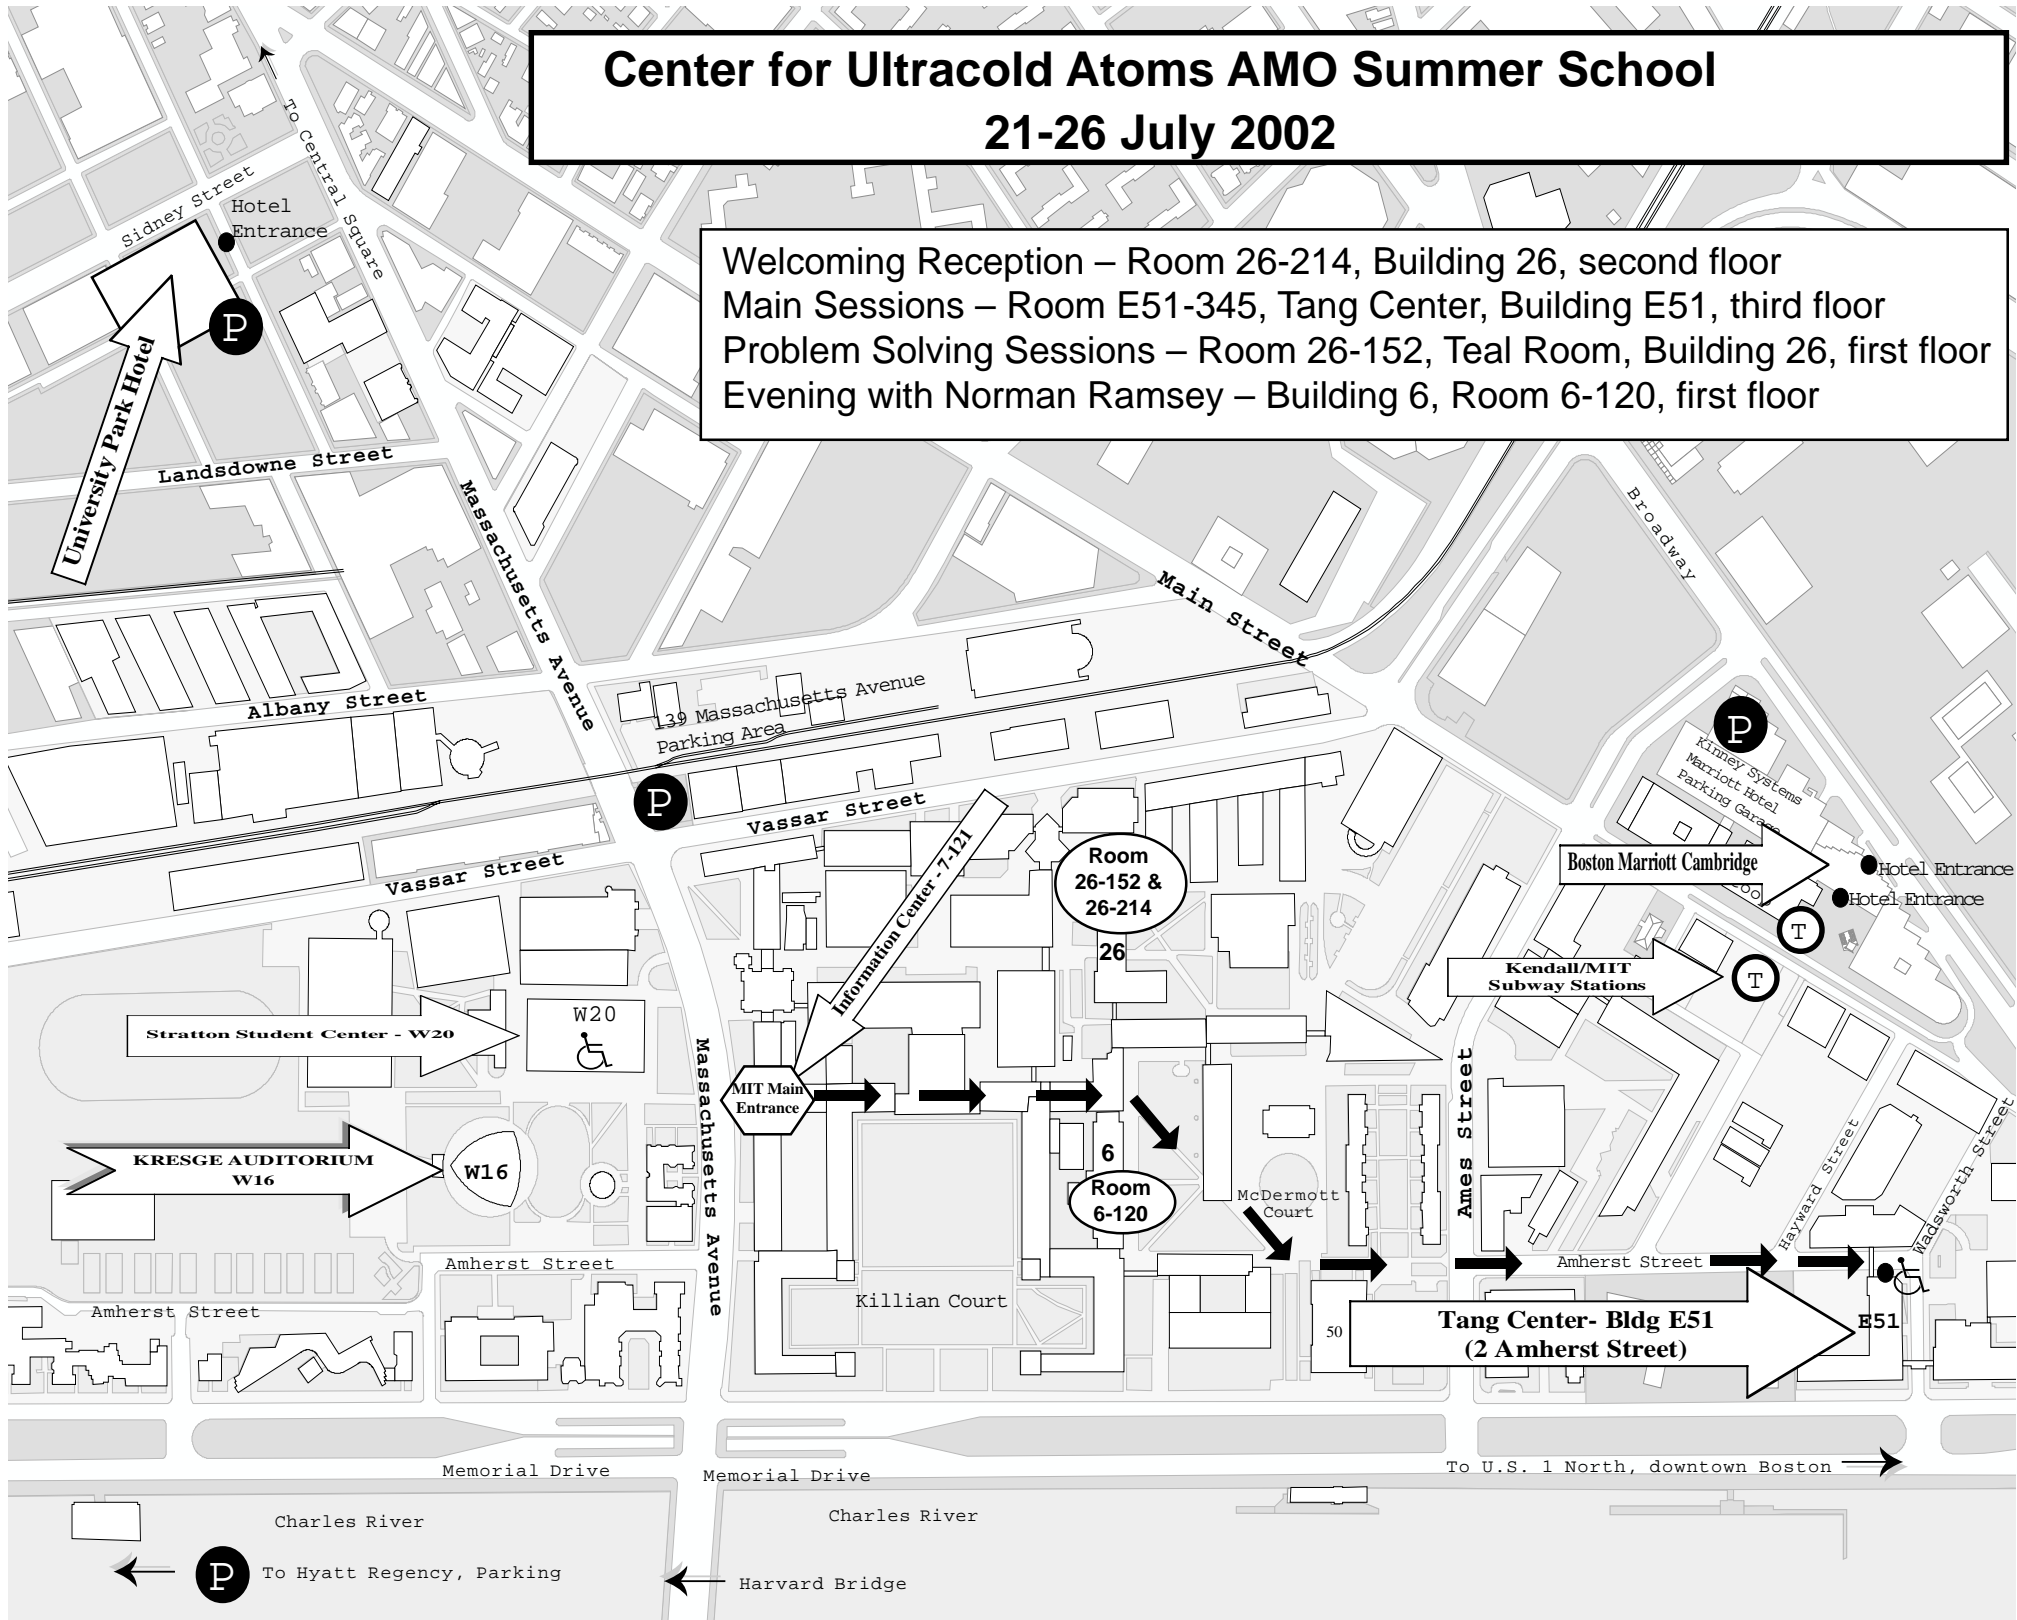 Center for Ultracold Atoms AMO Summer School
21-26 July 2002
To Central Square
Sidney Street
Hotel
Entrance
P
University Park Hotel
Welcoming Reception – Room 26-214, Building 26, second floor
Main Sessions – Room E51-345, Tang Center, Building E51, third floor
Problem Solving Sessions – Room 26-152, Teal Room, Building 26, first floor
Evening with Norman Ramsey – Building 6, Room 6-120, first floor
Landsdowne Street
Massachusetts Avenue
Broadway
Main Street
Albany Street
139 Massachusetts Avenue
Parking Area
P
P
Kinney Systems
Marriott Hotel
Parking Garage
Vassar Street
Vassar Street
Information Center - 7-121
Room
26-152 &
26-214
26
Boston Marriott Cambridge
Hotel Entrance
Hotel Entrance
T
Kendall/MIT
Subway Stations
T
Stratton Student Center - W20
W20
Massachusetts Avenue
MIT Main
Entrance
KRESGE AUDITORIUM
W16
W16
6
Room
6-120
McDermott
Court
Ames Street
Hayward Street
Wadsworth Street
Amherst Street
Amherst Street
Amherst Street
Killian Court
50
Tang Center- Bldg E51
(2 Amherst Street)
E51
Memorial Drive
Memorial Drive
To U.S. 1 North, downtown Boston
Charles River
Charles River
P
To Hyatt Regency, Parking
Harvard Bridge